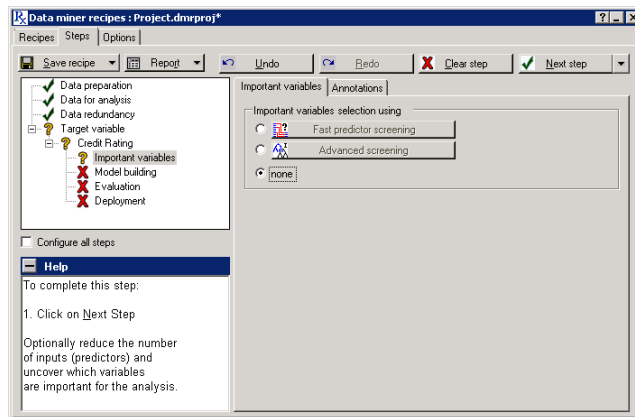 Data miner recipes : Project.dmrproj*
Recipes Steps Options
Save recipe Report Undo Redo Clear step Next step
Data preparation
Data for analysis
Data redundancy
Target variable
Credit Rating
Important variables
Model building
Evaluation
Deployment
Configure all steps
Help
To complete this step:
1. Click on Next Step
Optionally reduce the number
of inputs (predictors) and
uncover which variables
are important for the analysis.
Important variables Annotations
Important variables selection using
Fast predictor screening
Advanced screening
none